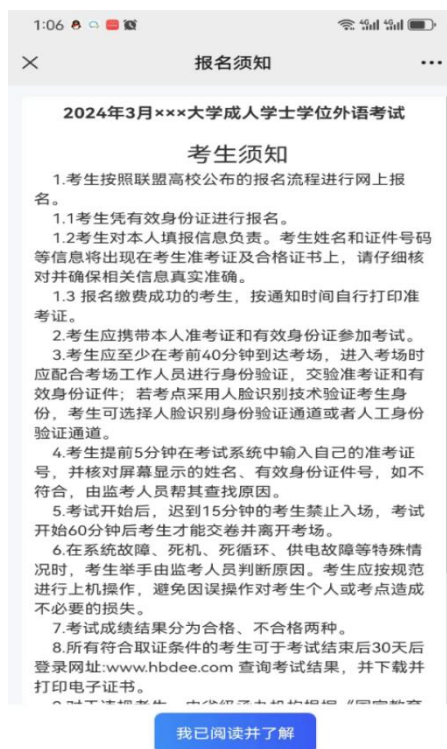 1:06
报名须知
2024年3月×××大学成人学士学位外语考试
考生须知
1.考生按照联盟高校公布的报名流程进行网上报
名。
1.1考生凭有效身份证进行报名。
1.2考生对本人填报信息负责。考生姓名和证件号码
等信息将出现在考生准考证及合格证书上，请仔细核
对并确保相关信息真实准确。
1.3 报名缴费成功的考生，按通知时间自行打印准
考证。
2.考生应携带本人准考证和有效身份证参加考试。
3.考生应至少在考前40分钟到达考场，进入考场时
应配合考场工作人员进行身份验证，交验准考证和有
效身份证件；若考点采用人脸识别技术验证考生身
份，考生可选择人脸识别身份验证通道或者人工身份
验证通道。
4.考生提前5分钟在考试系统中输入自己的准考证
号，并核对屏幕显示的姓名、有效身份证件号，如不
符合，由监考人员帮其查找原因。
5.考试开始后，迟到15分钟的考生禁止入场，考试
开始60分钟后考生才能交卷并离开考场。
6.在系统故障、死机、死循环、供电故障等特殊情
况时，考生举手由监考人员判断原因。考生应按规范
进行上机操作，避免因误操作对考生个人或考点造成
不必要的损失。
7.考试成绩结果分为合格、不合格两种。
8.所有符合取证条件的考生可于考试结束后30天后
登录网址:www.hbdee.com 查询考试结果，并下载并
打印电子证书。
我已阅读并了解